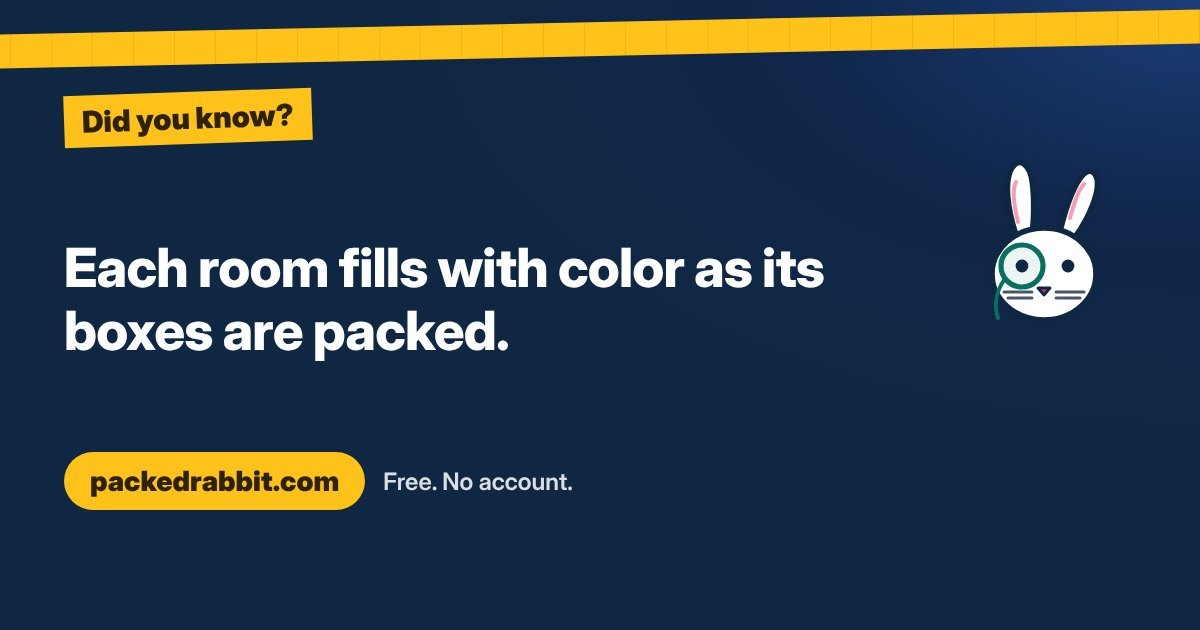 Did you know?
Each room fills with color as its
boxes are packed.
packedrabbit.com
Free. No account.